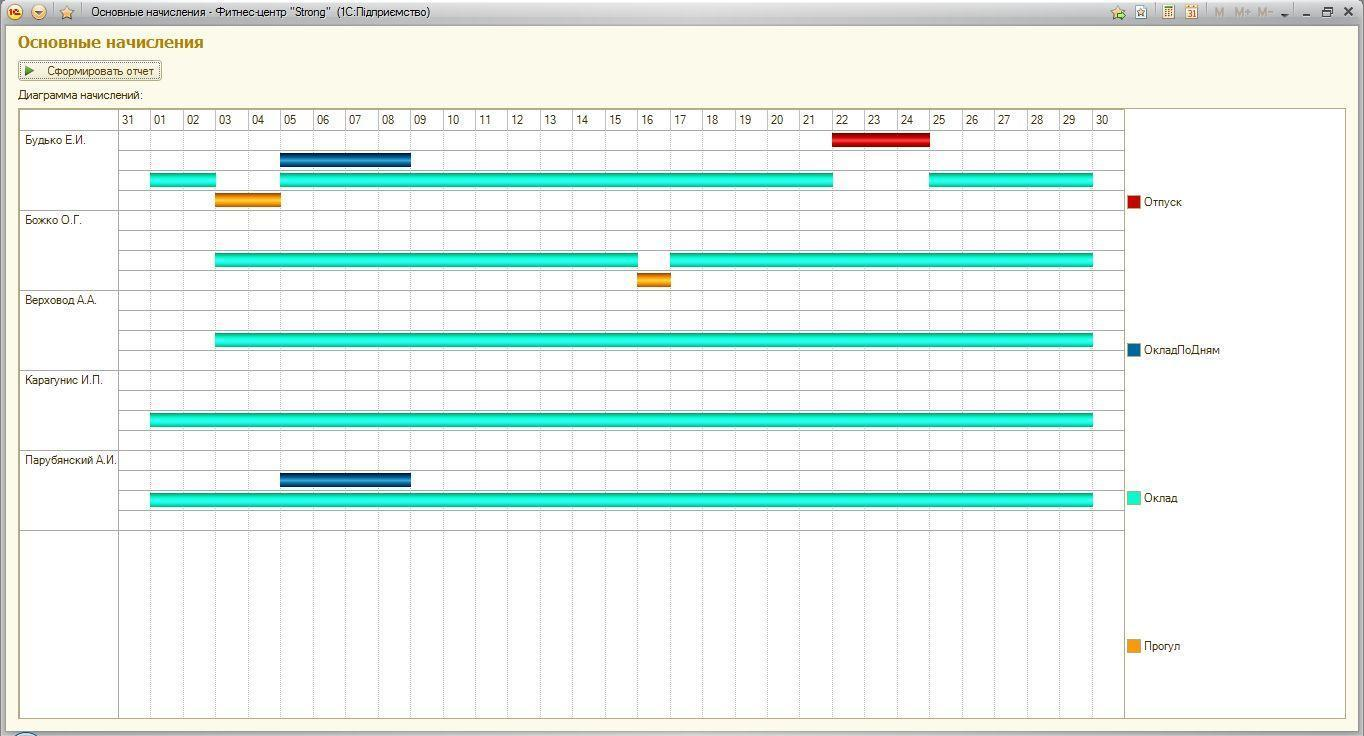 Основные начисления - Фитнес-центр "Strong" (1С:Підприємство)
M M+ M-
Основные начисления
Сформировать отчет
Диаграмма начислений:
31 01 02 03 04 05 06 07 08 09 10 11 12 13 14 15 16 17 18 19 20 21 22 23 24 25 26 27 28 29 30
Будько Е.И.
Божко О.Г.
Верховод А.А.
Карагунис И.П.
Парубянский А.И.
Отпуск
ОкладПоДням
Оклад
Прогул